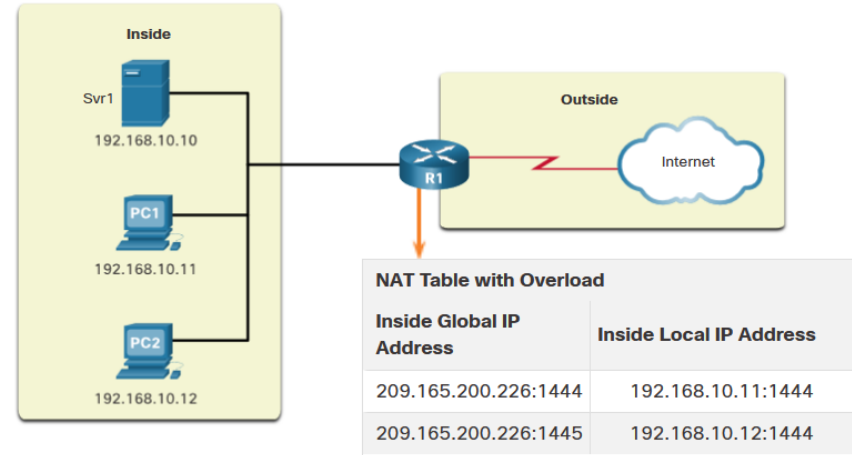 Inside
Svr1
192.168.10.10
PC1
192.168.10.11
PC2
192.168.10.12
R1
Outside
Internet
NAT Table with Overload
Inside Global IP
Address
Inside Local IP Address
209.165.200.226:1444 192.168.10.11:1444
209.165.200.226:1445 192.168.10.12:1444